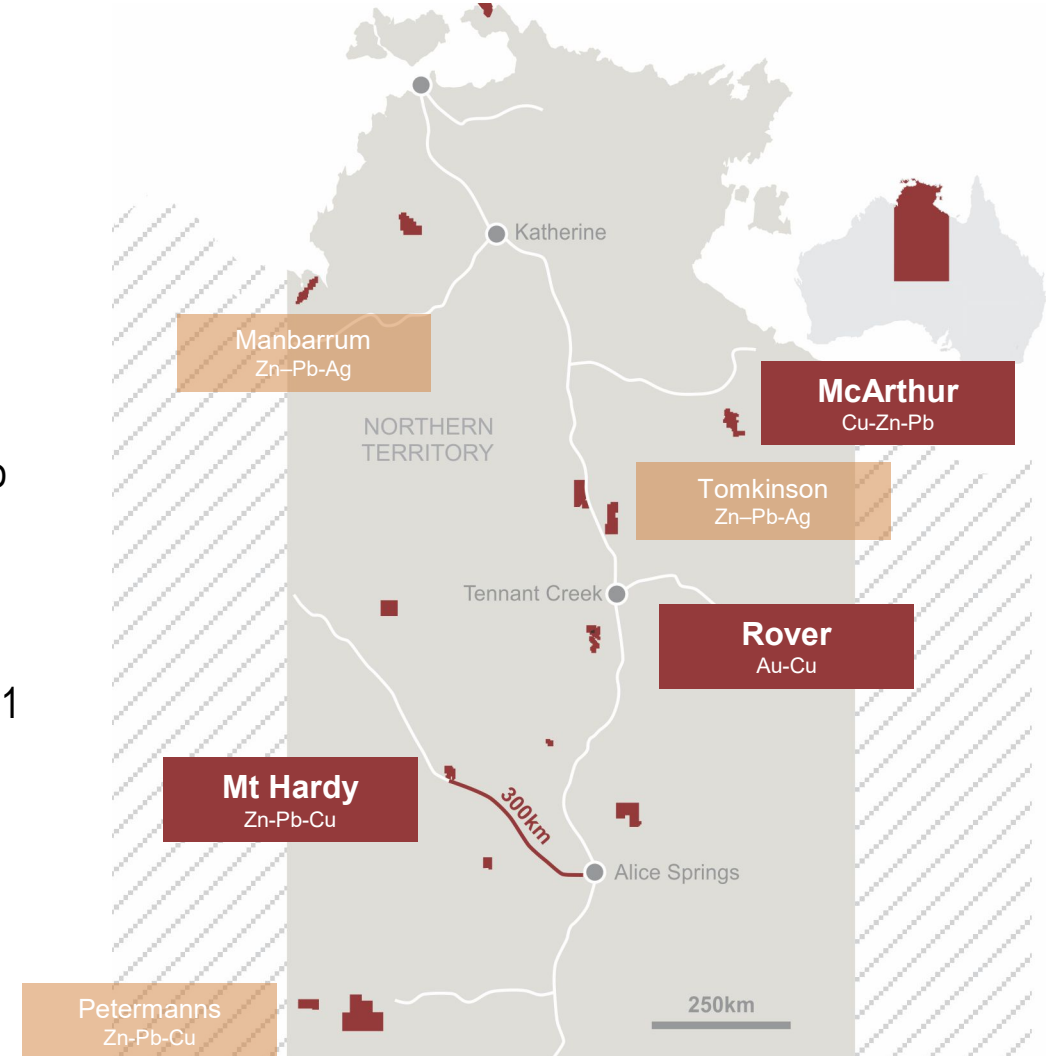 Katherine
Manbarrum
Zn–Pb-Ag
McArthur
Cu-Zn-Pb
NORTHERN
TERRITORY
Tomkinson
Zn–Pb-Ag
Tennant Creek
Rover
Au-Cu
1
Mt Hardy
Zn-Pb-Cu
300km
Alice Springs
Petermanns
Zn-Pb-Cu
250km